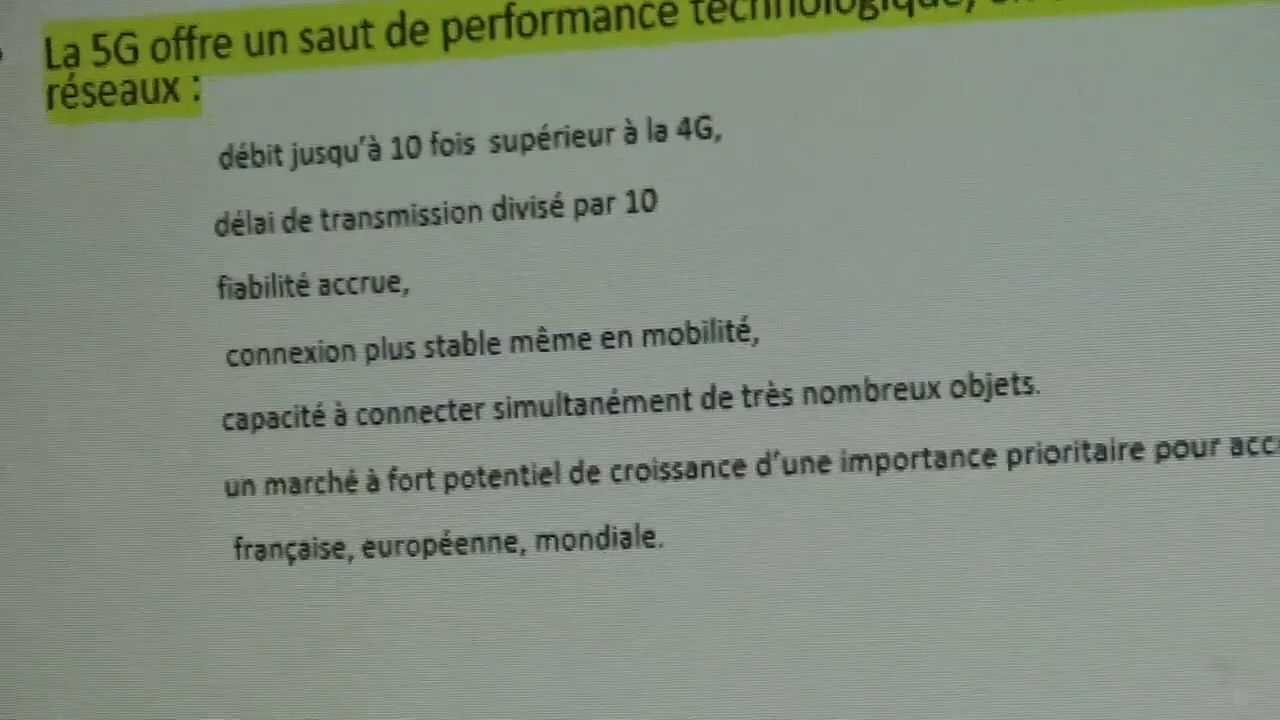 La 5G offre un saut de performance technologique,
réseaux :
débit jusqu'à 10 fois supérieur à la 4G,
délai de transmission divisé par 10
fiabilité accrue,
connexion plus stable même en mobilité,
capacité à connecter simultanément de très nombreux objets.
un marché à fort potentiel de croissance d'une importance prioritaire pour
française, européenne, mondiale.